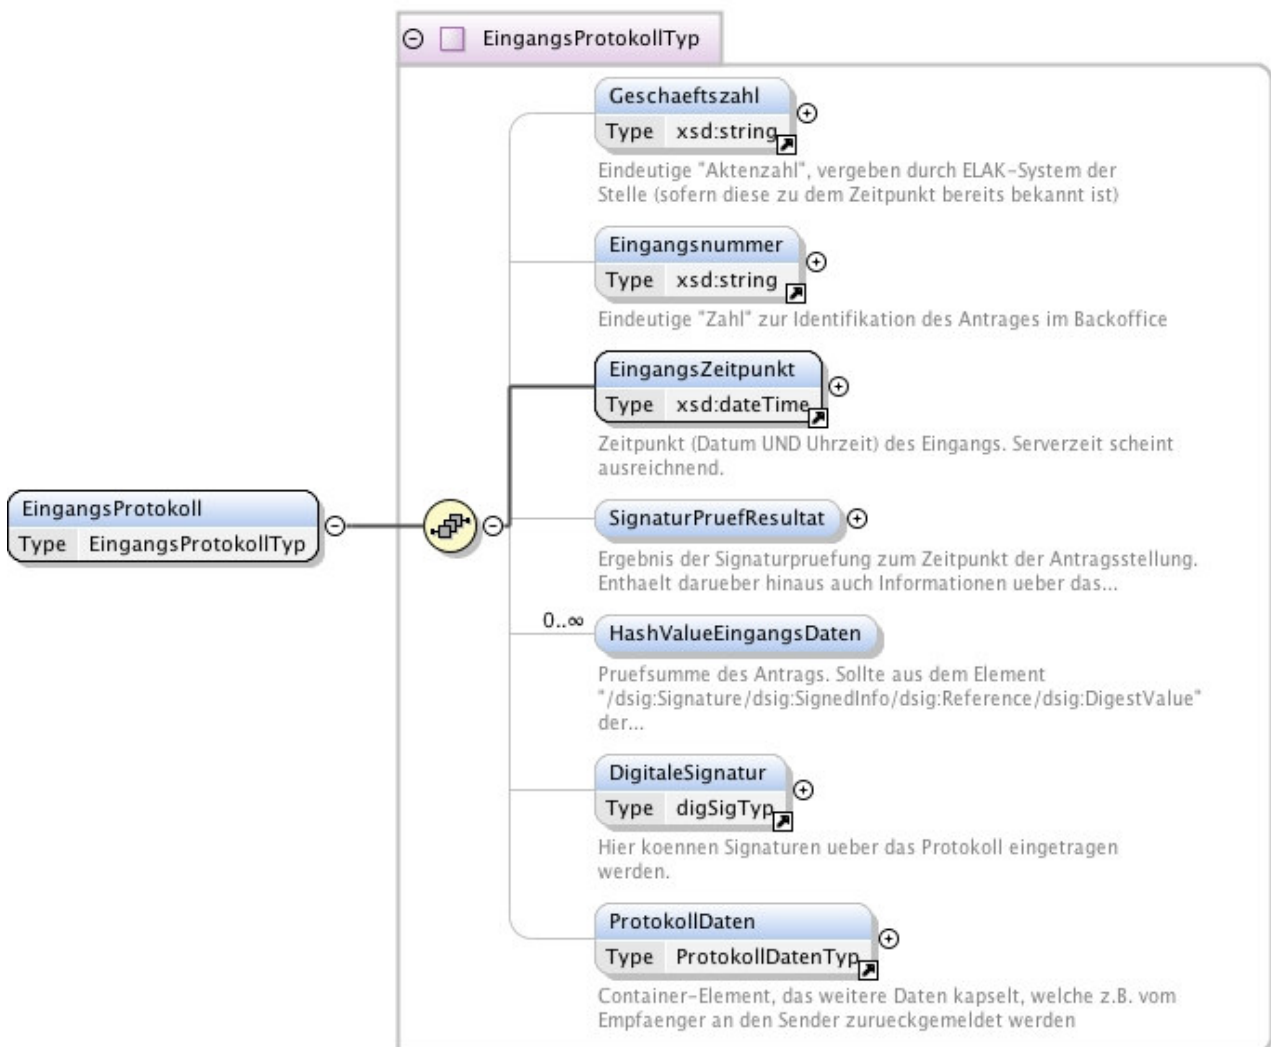 EingangsProtokollTyp
Geschaeftszahl
Type xsd:string
Eindeutige "Aktenzahl", vergeben durch ELAK-System der
Stelle (sofern diese zu dem Zeitpunkt bereits bekannt ist)
Eingangsnummer
Type xsd:string
Eindeutige "Zahl" zur Identifikation des Antrages im Backoffice
EingangsZeitpunkt
Type xsd:dateTime
Zeitpunkt (Datum UND Uhrzeit) des Eingangs. Serverzeit scheint
ausreichnend.
EingangsProtokoll
Type EingangsProtokollTyp
SignaturPruefResultat
Ergebnis der Signaturpruefung zum Zeitpunkt der Antragsstellung.
Enthaelt darueber hinaus auch Informationen ueber das...
0..∞
HashValueEingangsDaten
Pruefsumme des Antrags. Sollte aus dem Element
"/dsig:Signature/dsig:SignedInfo/dsig:Reference/dsig:DigestValue"
der...
DigitaleSignatur
Type digSigTyp
Hier koennen Signaturen ueber das Protokoll eingetragen
werden.
ProtokollDaten
Type ProtokollDatenTyp
Container-Element, das weitere Daten kapselt, welche z.B. vom
Empfaenger an den Sender zurueckgemeldet werden